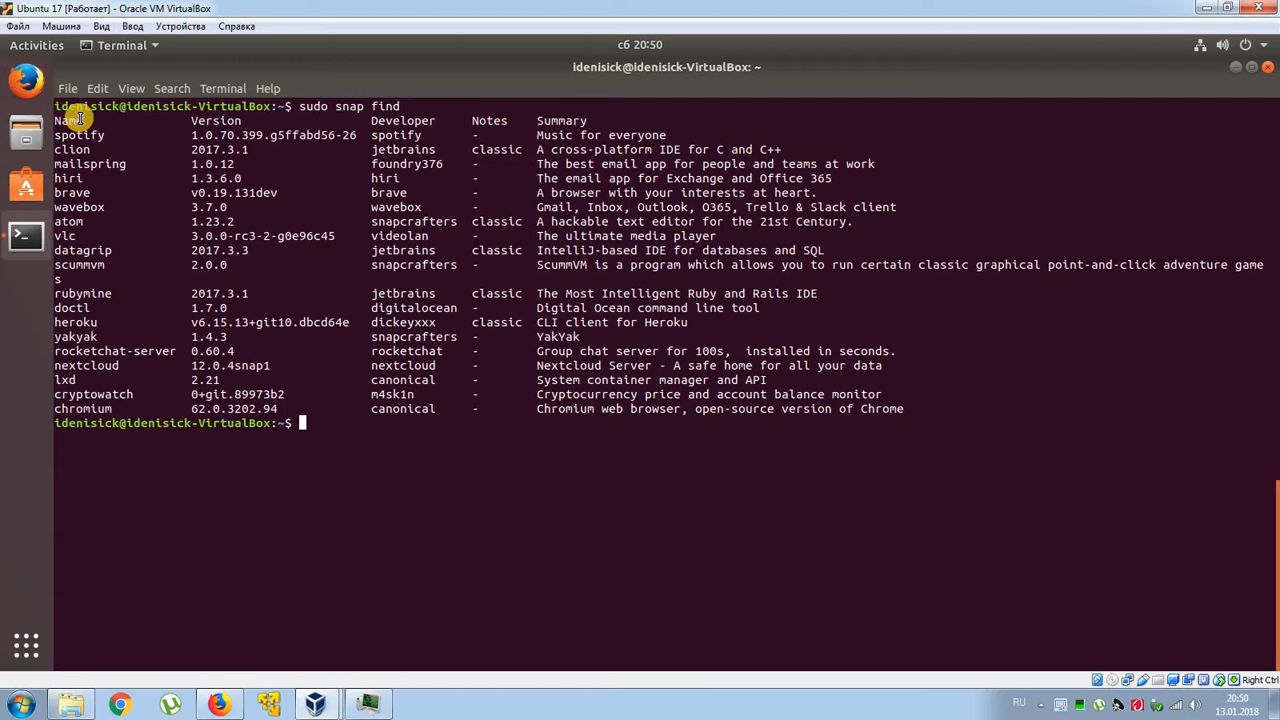 Ubuntu 17 [Работает] - Oracle VM VirtualBox
Файл Машина Вид Ввод Устройства Справка
Activities Terminal сб 20:50
idenisick@idenisick-VirtualBox: ~
File Edit View Search Terminal Help
idenisick@idenisick-VirtualBox:~$ sudo snap find
Name Version Developer Notes Summary
spotify 1.0.70.399.g5ffabd56-26 spotify - Music for everyone
clion 2017.3.1 jetbrains classic A cross-platform IDE for C and C++
mailspring 1.0.12 foundry376 - The best email app for people and teams at work
hiri 1.3.6.0 hiri - The email app for Exchange and Office 365
brave v0.19.131dev brave - A browser with your interests at heart.
wavebox 3.7.0 wavebox - Gmail, Inbox, Outlook, O365, Trello & Slack client
atom 1.23.2 snapcrafters classic A hackable text editor for the 21st Century.
vlc 3.0.0-rc3-2-g0e96c45 videolan - The ultimate media player
datagrip 2017.3.3 jetbrains classic IntelliJ-based IDE for databases and SQL
scummvm 2.0.0 snapcrafters - ScummVM is a program which allows you to run certain classic graphical point-and-click adventure game
s
rubymine 2017.3.1 jetbrains classic The Most Intelligent Ruby and Rails IDE
doctl 1.7.0 digitalocean - Digital Ocean command line tool
heroku v6.15.13+git10.dbcd64e dickeyxxx classic CLI client for Heroku
yakyak 1.4.3 snapcrafters - YakYak
rocketchat-server 0.60.4 rocketchat - Group chat server for 100s, installed in seconds.
nextcloud 12.0.4snap1 nextcloud - Nextcloud Server - A safe home for all your data
lxd 2.21 canonical - System container manager and API
cryptowatch 0+git.89973b2 m4sk1n - Cryptocurrency price and account balance monitor
chromium 62.0.3202.94 canonical - Chromium web browser, open-source version of Chrome
idenisick@idenisick-VirtualBox:~$
Right Ctrl
RU 20:50
13.01.2018